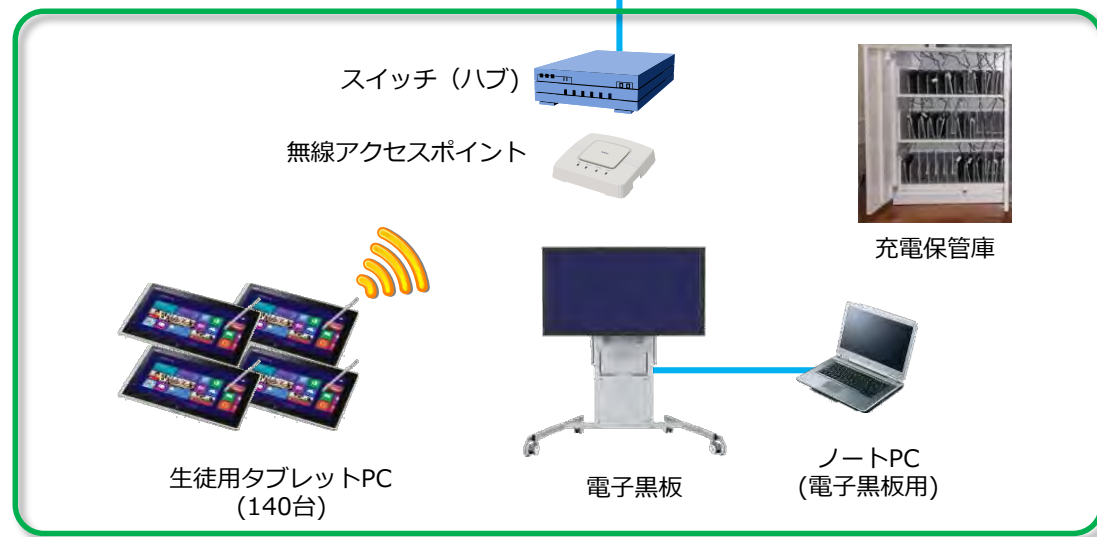 スイッチ（ハブ)
無線アクセスポイント
充電保管庫
生徒用タブレットPC
(140台)
電子黒板
ノートPC
(電子黒板用)